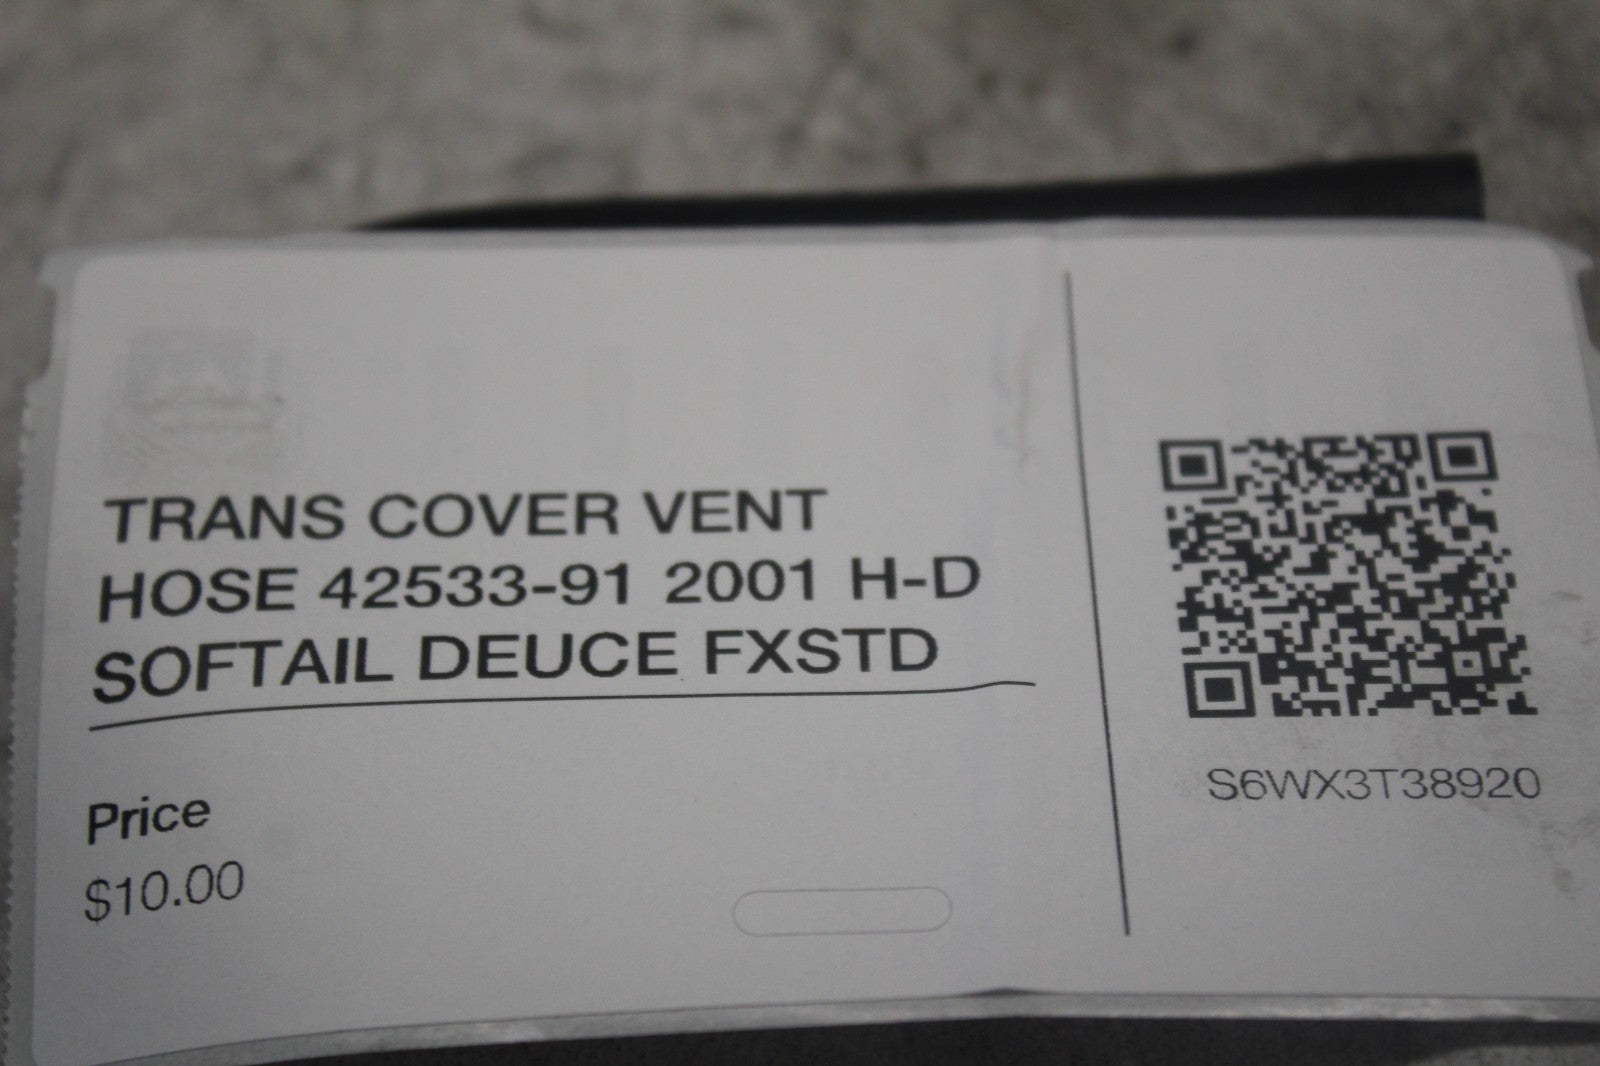 TRANS COVER VENT
HOSE 42533-91 2001 H-D
SOFTAIL DEUCE FXSTD
Price
$10.00
S6WX3T38920